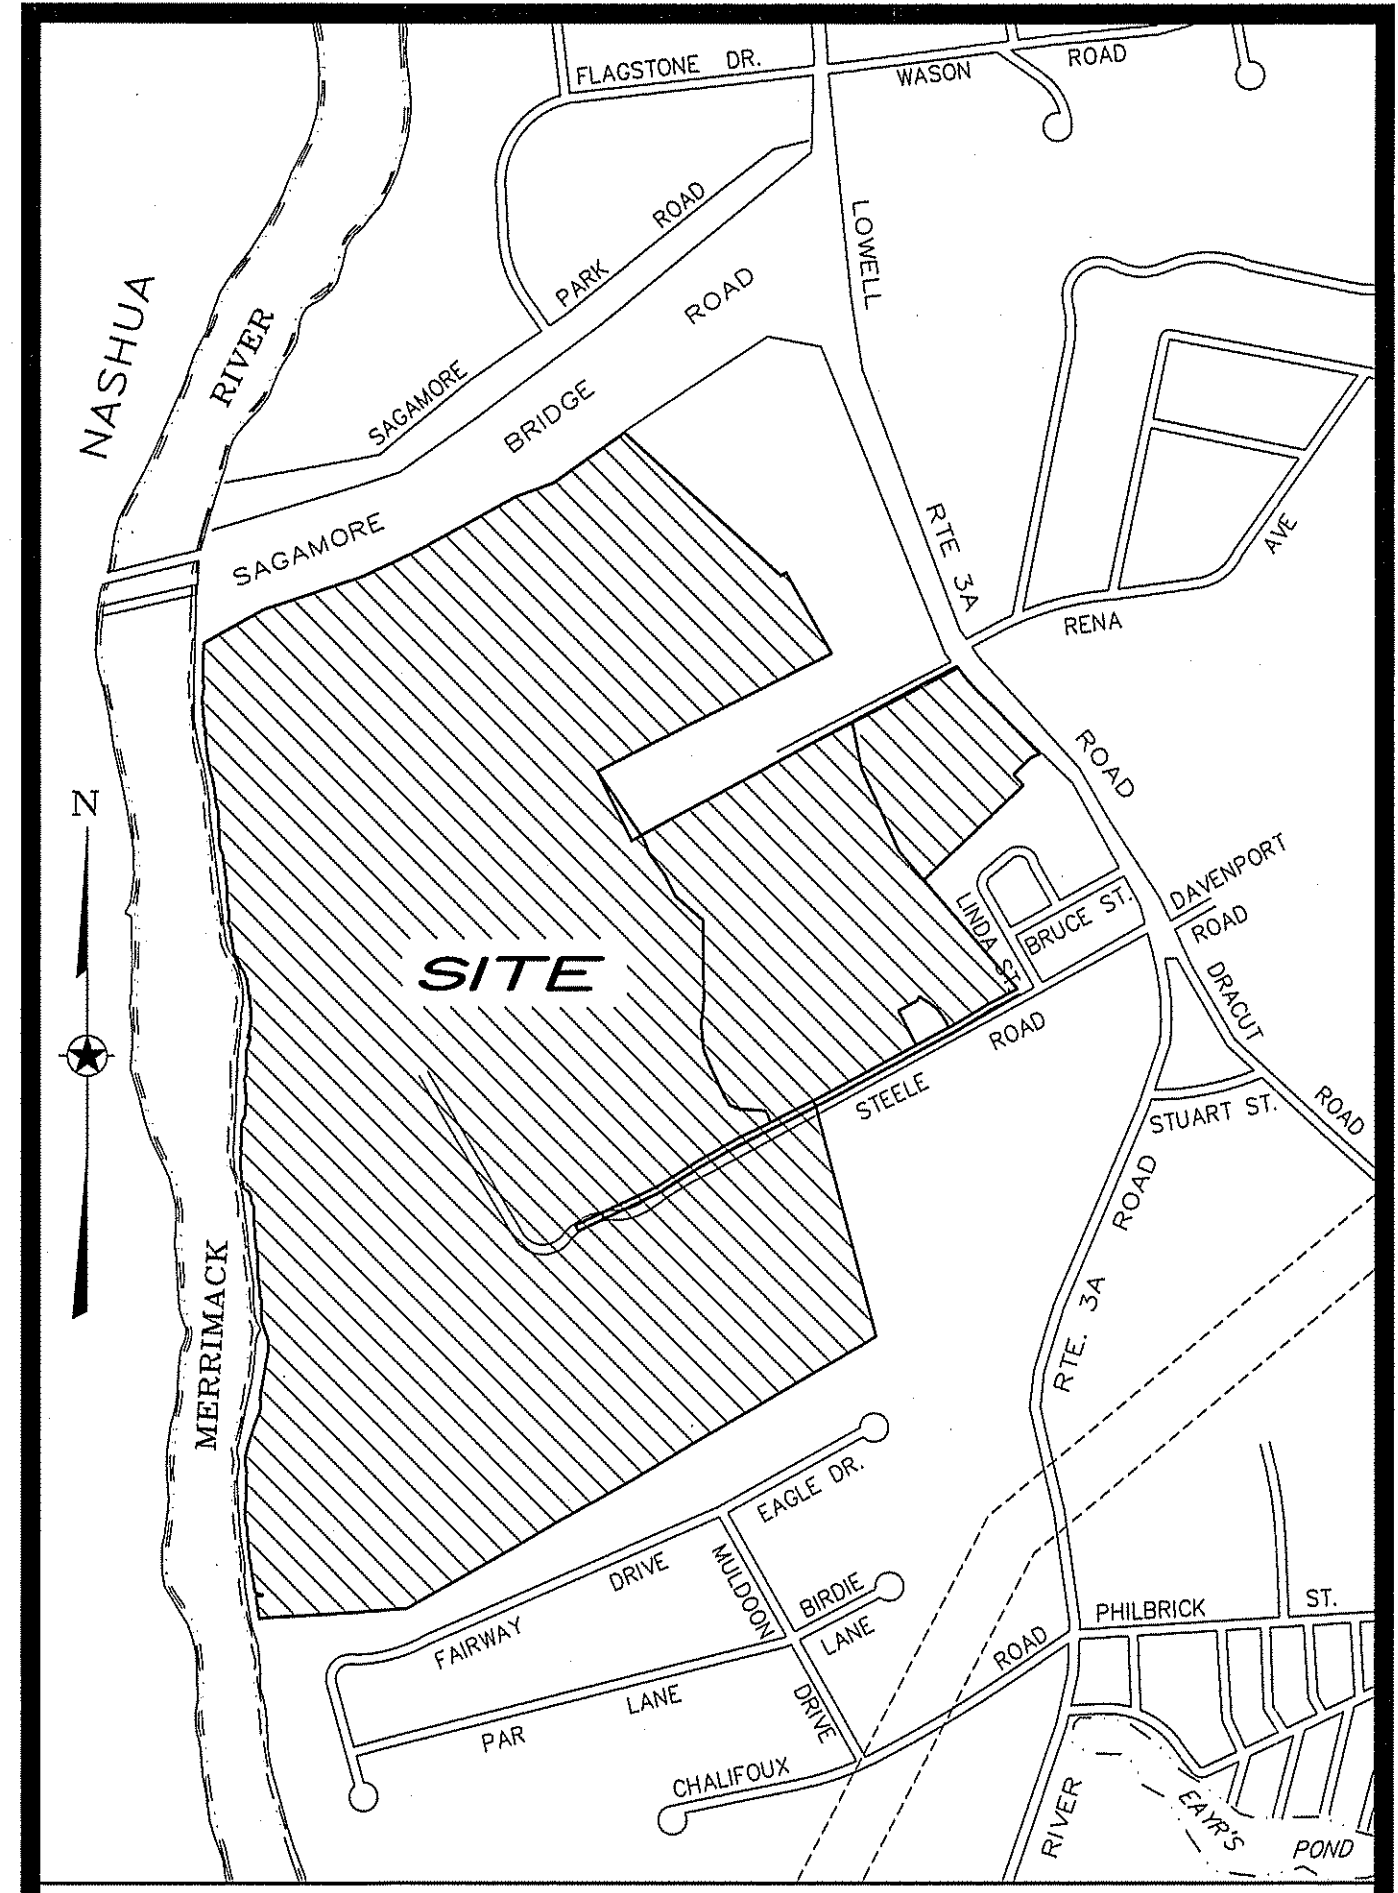 FLAGSTONE DR.
WASON ROAD
SAGAMORE PARK ROAD
LOWELL ROAD
RTE 3A
NASHUA
RIVER
SAGAMORE BRIDGE ROAD
RENA AVE
N
SITE
LINDA ST.
BRUCE ST.
DAVENPORT ROAD
DRACUT ROAD
STEELE ROAD
STUART ST.
MERRIMACK
RTE. 3A
RIVER ROAD
EAGLE DR.
FAIRWAY DRIVE
MULDOON DRIVE
BIRDIE LANE
PAR LANE
CHALIFOUX ROAD
PHILBRICK ST.
EAYR'S POND